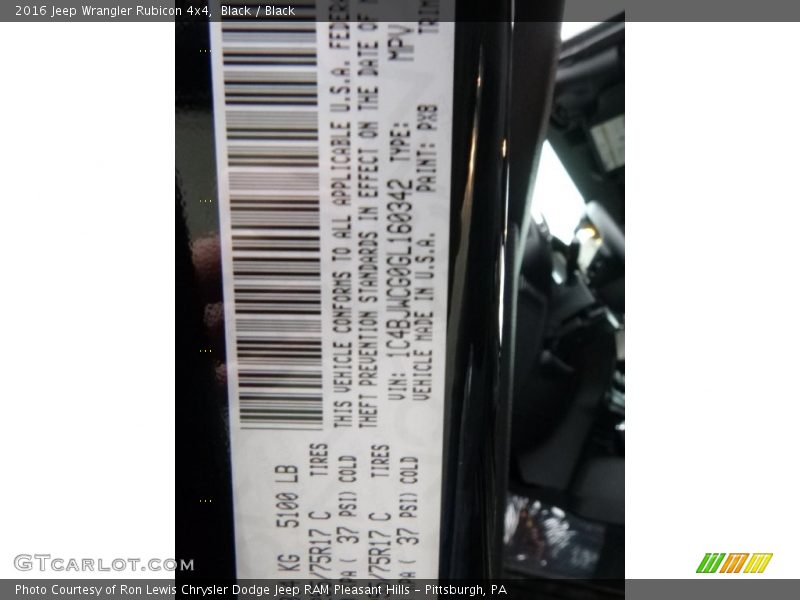 2016 Jeep Wrangler Rubicon 4x4, Black / Black
KG 5100 LB
/75R17 C TIRES
( 37 PSI) COLD
/75R17 C TIRES
( 37 PSI) COLD
THIS VEHICLE CONFORMS TO ALL APPLICABLE U.S.A. FEDER
THEFT PREVENTION STANDARDS IN EFFECT ON THE DATE OF
VIN: 1C4BJWCG0GL160342 TYPE: MPV
VEHICLE MADE IN U.S.A. PAINT: PXB TRIM
GTCarLot.com
Photo Courtesy of Ron Lewis Chrysler Dodge Jeep RAM Pleasant Hills – Pittsburgh, PA